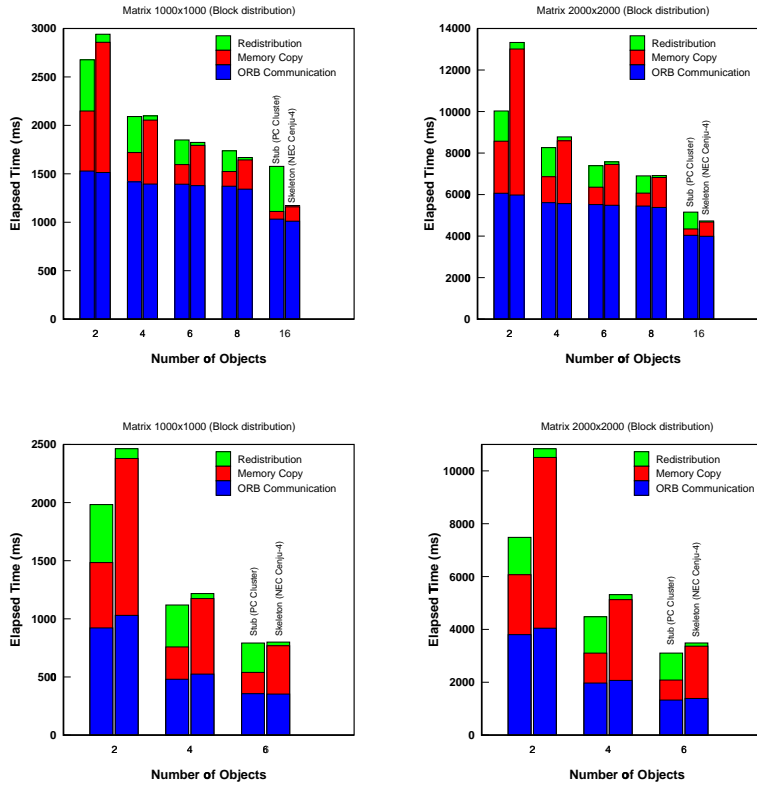 Matrix 1000x1000 (Block distribution)
3000
2500
2000
1500
1000
500
0
Elapsed Time (ms)
Redistribution
Memory Copy
ORB Communication
Stub (PC Cluster)
Skeleton (NEC Cenju-4)
2 4 6 8 16
Number of Objects
Matrix 2000x2000 (Block distribution)
14000
12000
10000
8000
6000
4000
2000
0
Elapsed Time (ms)
Redistribution
Memory Copy
ORB Communication
Stub (PC Cluster)
Skeleton (NEC Cenju-4)
2 4 6 8 16
Number of Objects
Matrix 1000x1000 (Block distribution)
2500
2000
1500
1000
500
0
Elapsed Time (ms)
Redistribution
Memory Copy
ORB Communication
Stub (PC Cluster)
Skeleton (NEC Cenju-4)
2 4 6
Number of Objects
Matrix 2000x2000 (Block distribution)
10000
8000
6000
4000
2000
0
Elapsed Time (ms)
Redistribution
Memory Copy
ORB Communication
Stub (PC Cluster)
Skeleton (NEC Cenju-4)
2 4 6
Number of Objects